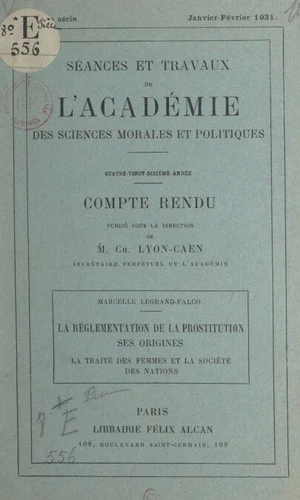 8º E Pièce
556
série.
Janvier-Février 1931.
SÉANCES ET TRAVAUX
DE
L'ACADÉMIE
DES SCIENCES MORALES ET POLITIQUES
QUATRE-VINGT-DIXIÈME ANNÉE
COMPTE RENDU
PUBLIÉ SOUS LA DIRECTION
DE
M. CH. LYON-CAEN
SECRÉTAIRE PERPÉTUEL DE L'ACADÉMIE
MARCELLE LEGRAND-FALCO
LA RÉGLEMENTATION DE LA PROSTITUTION
SES ORIGINES
LA TRAITE DES FEMMES ET LA SOCIÉTÉ
DES NATIONS
PARIS
LIBRAIRIE FÉLIX ALCAN
108, BOULEVARD SAINT-GERMAIN, 108
8 E
556